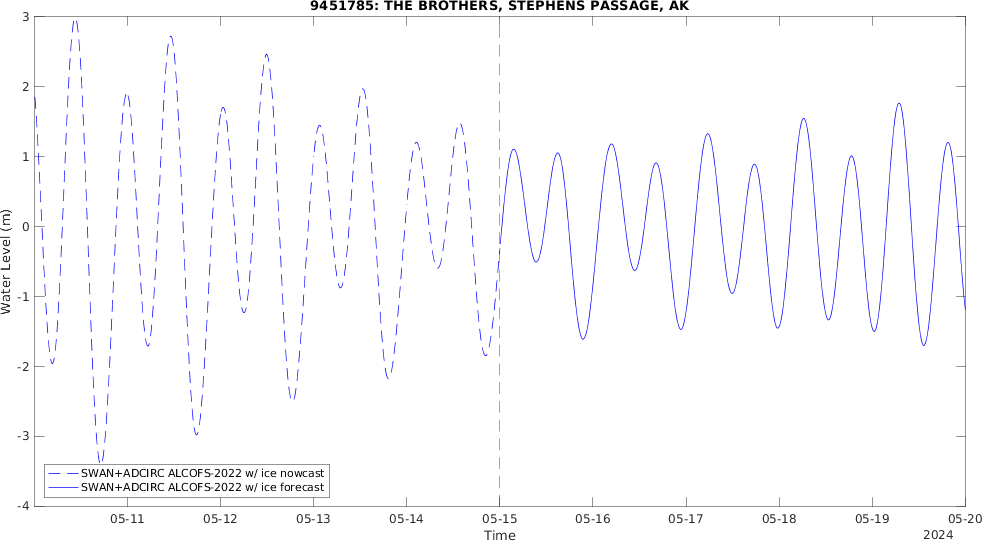 9451785: THE BROTHERS, STEPHENS PASSAGE, AK
3
2
1
0
-1
-2
-3
-4
Water Level (m)
SWAN+ADCIRC ALCOFS-2022 w/ ice nowcast
SWAN+ADCIRC ALCOFS-2022 w/ ice forecast
05-11 05-12 05-13 05-14 05-15 05-16 05-17 05-18 05-19 05-20
Time
2024